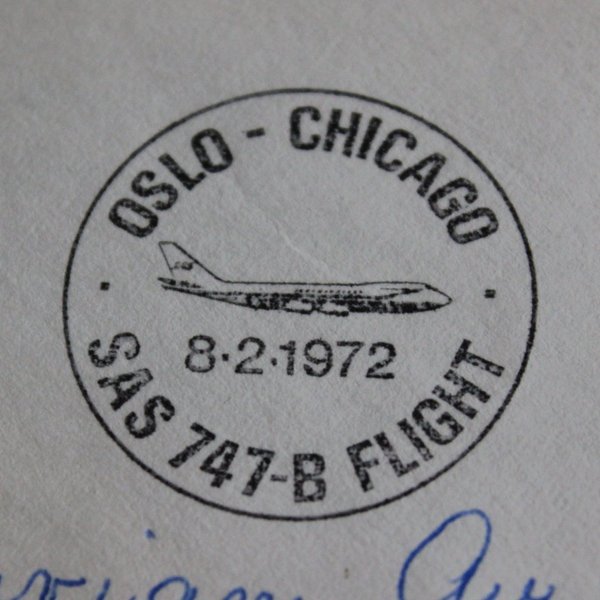 OSLO - CHICAGO
8·2·1972
SAS 747-B FLIGHT